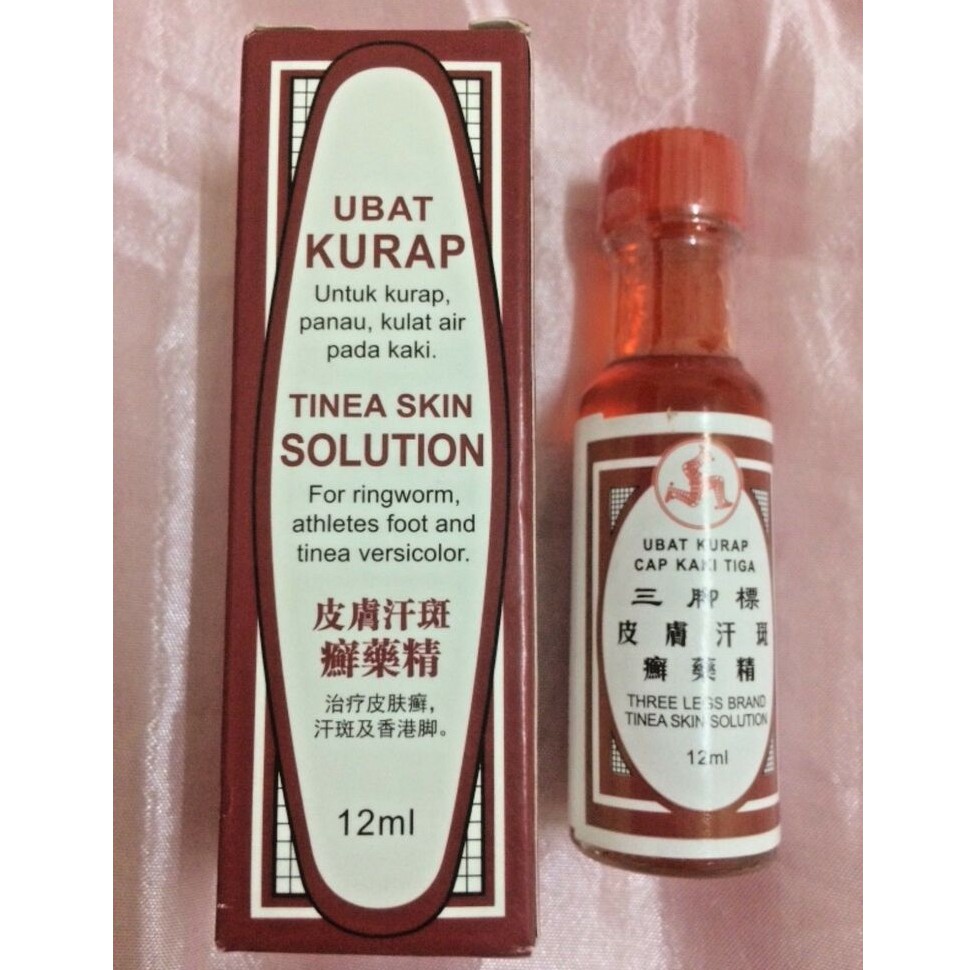 UBAT
KURAP
Untuk kurap,
panau, kulat air
pada kaki.
TINEA SKIN
SOLUTION
For ringworm,
athletes foot and
tinea versicolor.
皮膚汗斑
癬藥精
治疗皮肤癣，
汗斑及香港脚。
12ml
UBAT KURAP
CAP KAKI TIGA
三脚標
皮膚汗斑
癬藥精
THREE LEGS BRAND
TINEA SKIN SOLUTION
12ml